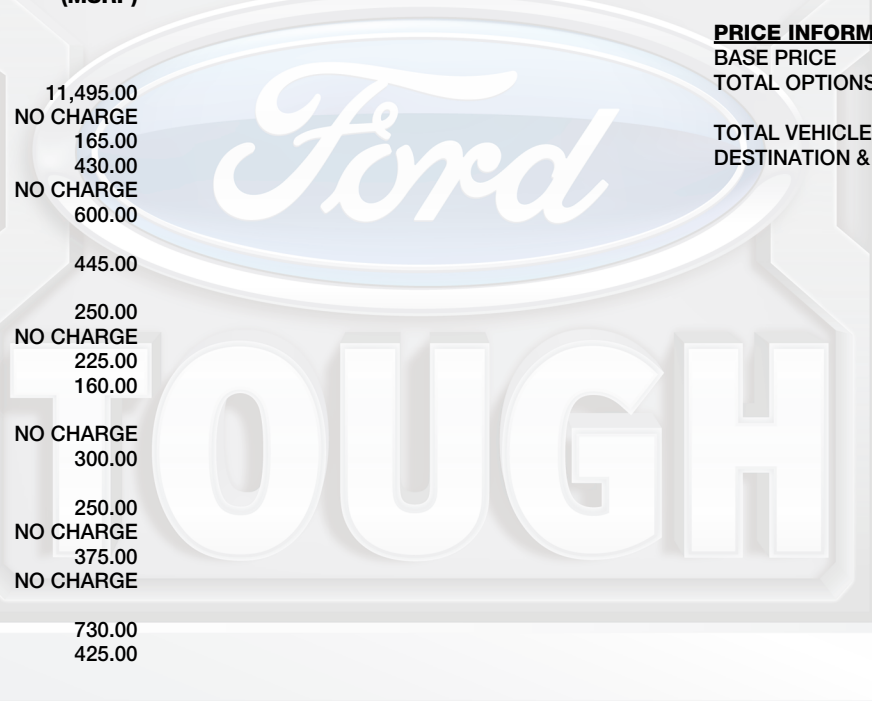 (MSRP)
11,495.00
NO CHARGE
165.00
430.00
NO CHARGE
600.00
445.00
250.00
NO CHARGE
225.00
160.00
NO CHARGE
300.00
250.00
NO CHARGE
375.00
NO CHARGE
730.00
425.00
PRICE INFORM
BASE PRICE
TOTAL OPTIONS
TOTAL VEHICLE
DESTINATION &
Ford
TOUGH